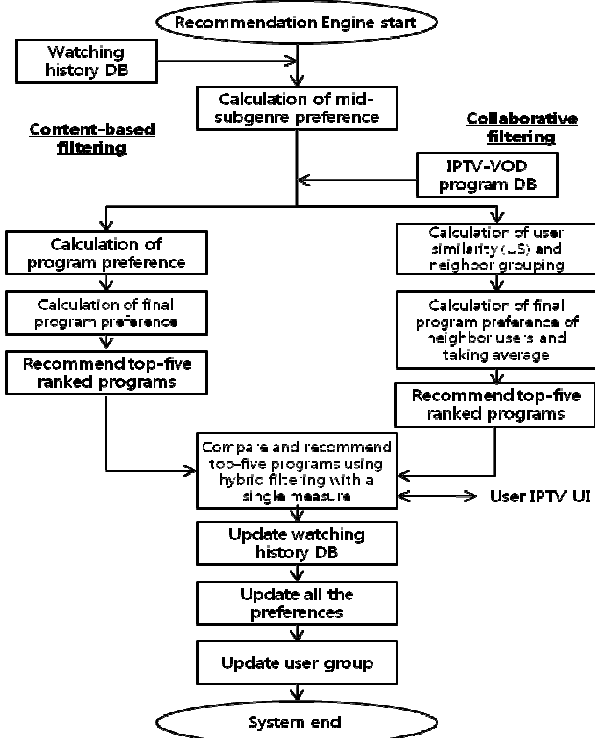 Recommendation Engine start
Watching
history DB
Calculation of mid-
subgenre preference
Content-based
filtering
Collaborative
filtering
IPTV-VOD
program DB
Calculation of
program preference
Calculation of user
similarity (US) and
neighbor grouping
Calculation of final
program preference
Calculation of final
program preference of
neighbor users and
taking average
Recommend top-five
ranked programs
Recommend top-five
ranked programs
Compare and recommend
top-five programs using
hybrid filtering with a
single measure
User IPTV UI
Update watching
history DB
Update all the
preferences
Update user group
System end